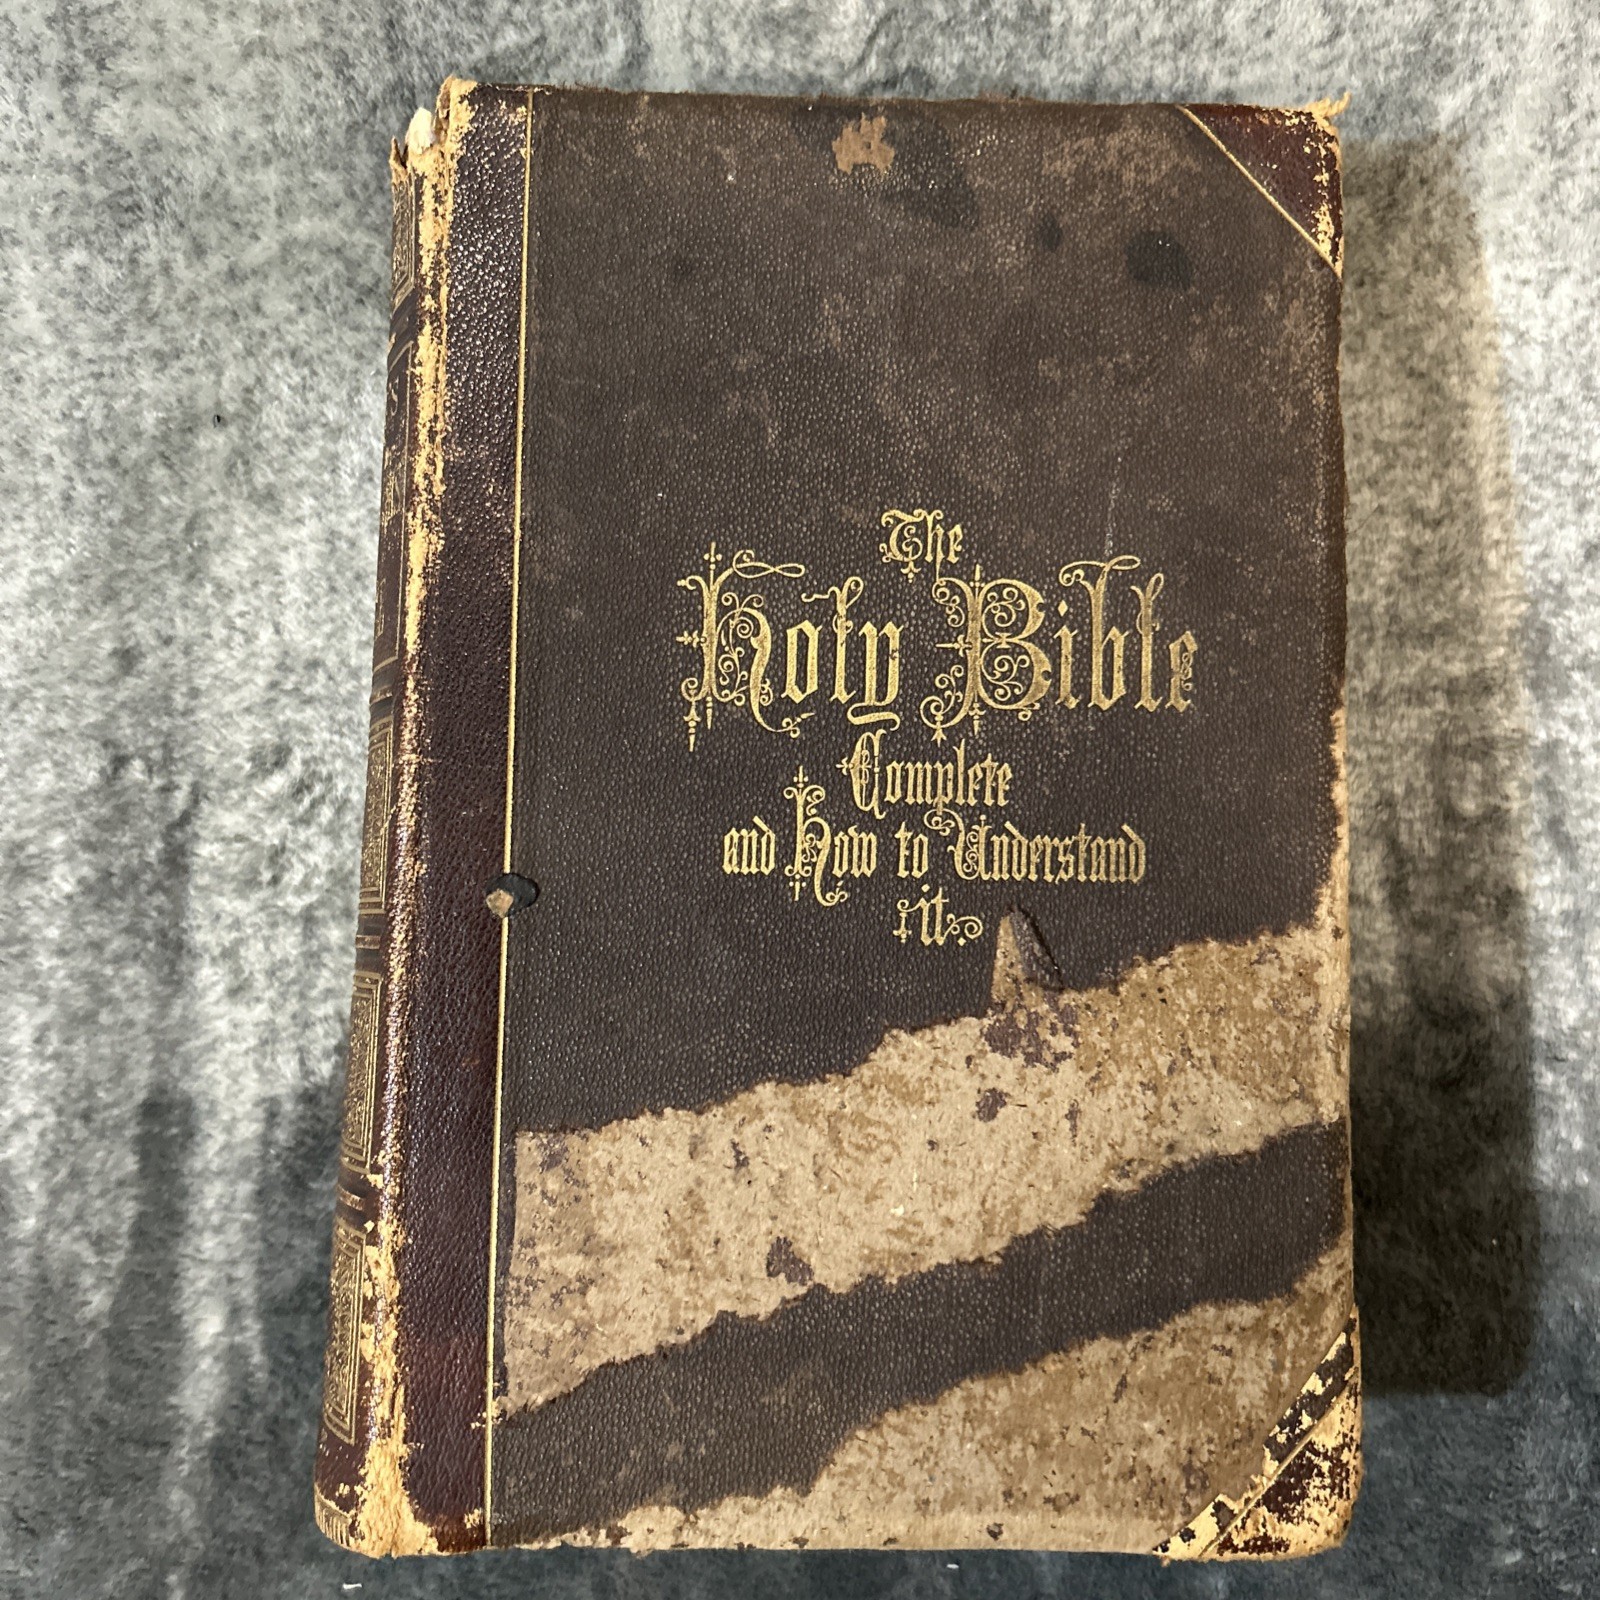 The
Holy Bible
Complete
and How to Understand
it.